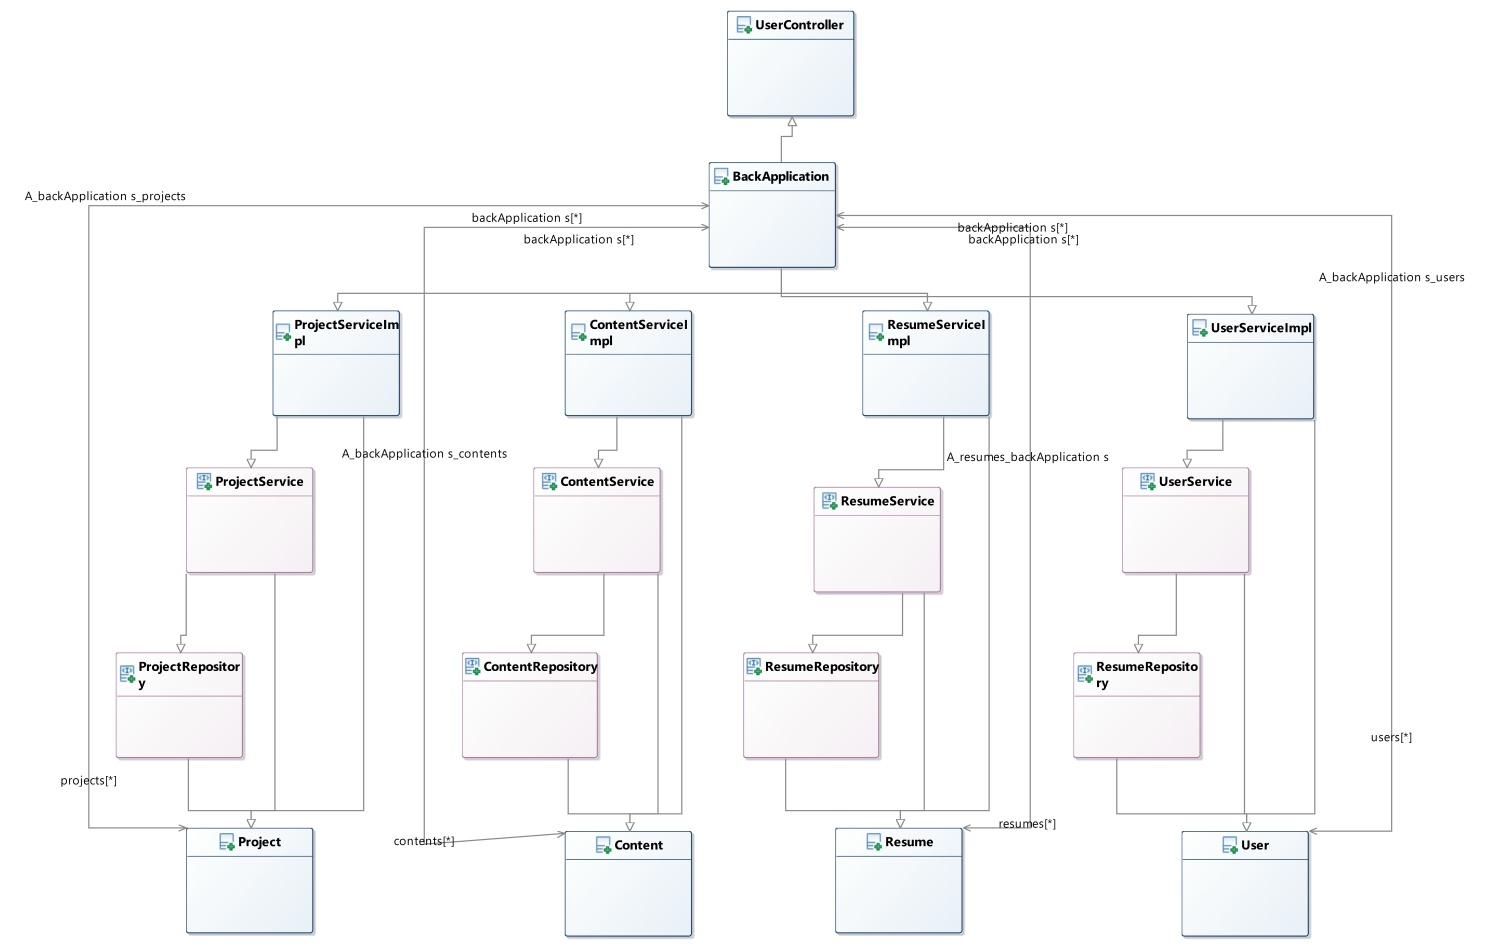 UserController
BackApplication
A_backApplication s_projects
backApplication s[*]
backApplication s[*]
backApplication s[*]
backApplication s[*]
A_backApplication s_users
ProjectServiceIm
pl
ContentServiceI
mpl
ResumeServiceI
mpl
UserServiceImpl
A_backApplication s_contents
A_resumes_backApplication s
ProjectService
ContentService
ResumeService
UserService
ProjectRepositor
y
ContentRepository
ResumeRepository
ResumeReposito
ry
users[*]
projects[*]
contents[*]
resumes[*]
Project
Content
Resume
User